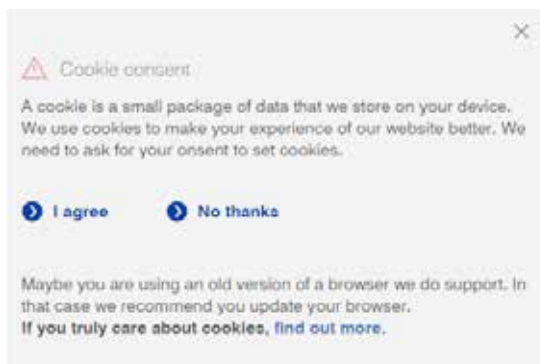 Cookie consent
A cookie is a small package of data that we store on your device.
We use cookies to make your experience of our website better. We
need to ask for your onsent to set cookies.
I agree
No thanks
Maybe you are using an old version of a browser we do support. In
that case we recommend you update your browser.
If you truly care about cookies, find out more.